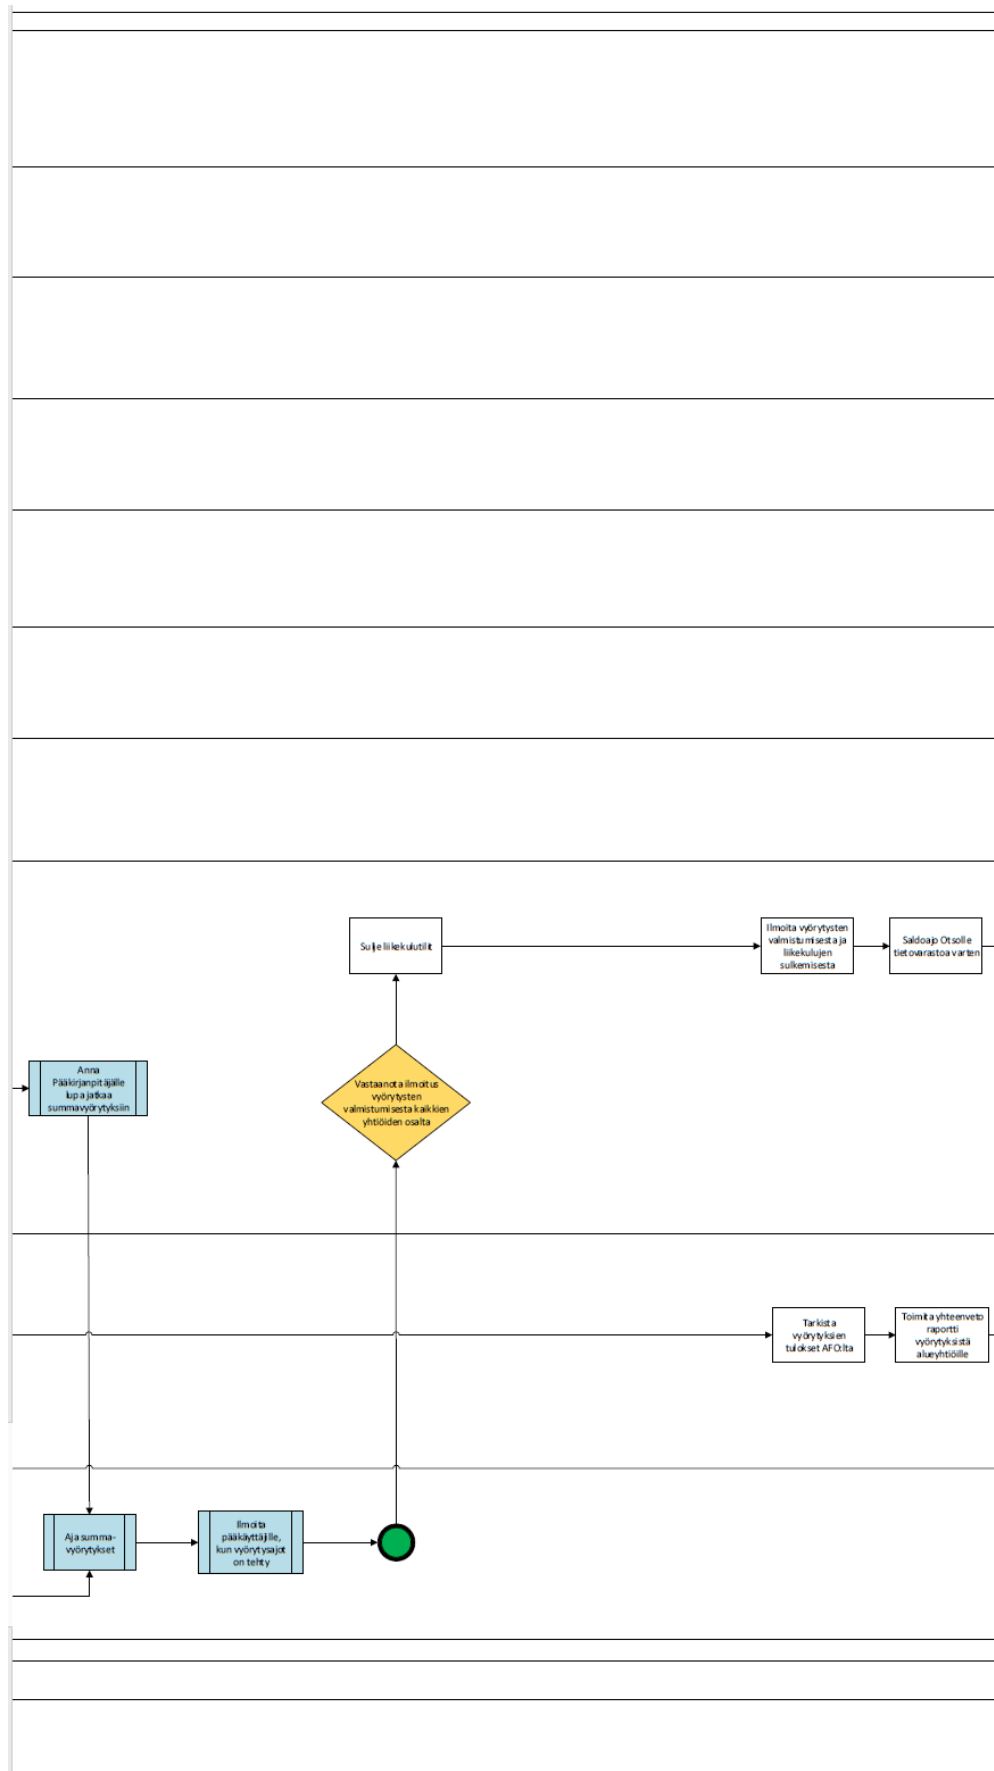 Sulje liikekulutilit
Ilmoita vyörytysten
valmistumisesta ja
liikekulujen
sulkemisesta
Saldoajo Otsolle
tietovarastoa varten
Anna
Pääkirjanpitäjälle
lupa jatkaa
summavyörytyksiin
Vastaanota ilmoitus
vyörytysten
valmistumisesta kaikkien
yhtiöiden osalta
Tarkista
vyörytyksien
tulokset AFO:lta
Toimita yhteenveto
raportti
vyörytyksistä
alueyhtiöille
Aja summa-
vyörytykset
Ilmoita
pääkäyttäjille,
kun vyörytysajot
on tehty